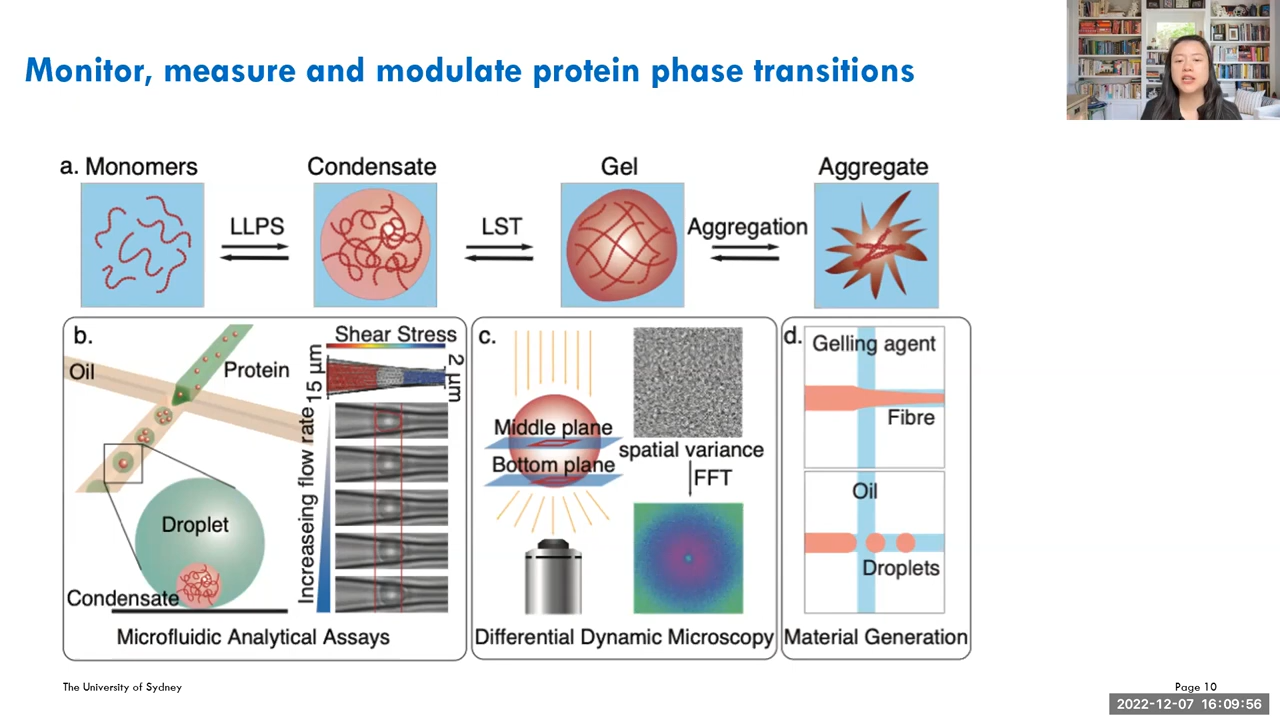 Monitor, measure and modulate protein phase transitions
a. Monomers
Condensate
Gel
Aggregate
LLPS
LST
Aggregation
b.
Oil
Protein
Droplet
Condensate
Shear Stress
15 µm
2 µm
Increaseing flow rate
Microfluidic Analytical Assays
c.
Middle plane
Bottom plane
spatial variance
FFT
Differential Dynamic Microscopy
d.
Gelling agent
Fibre
Oil
Droplets
Material Generation
The University of Sydney
Page 10
2022-12-07 16:09:56